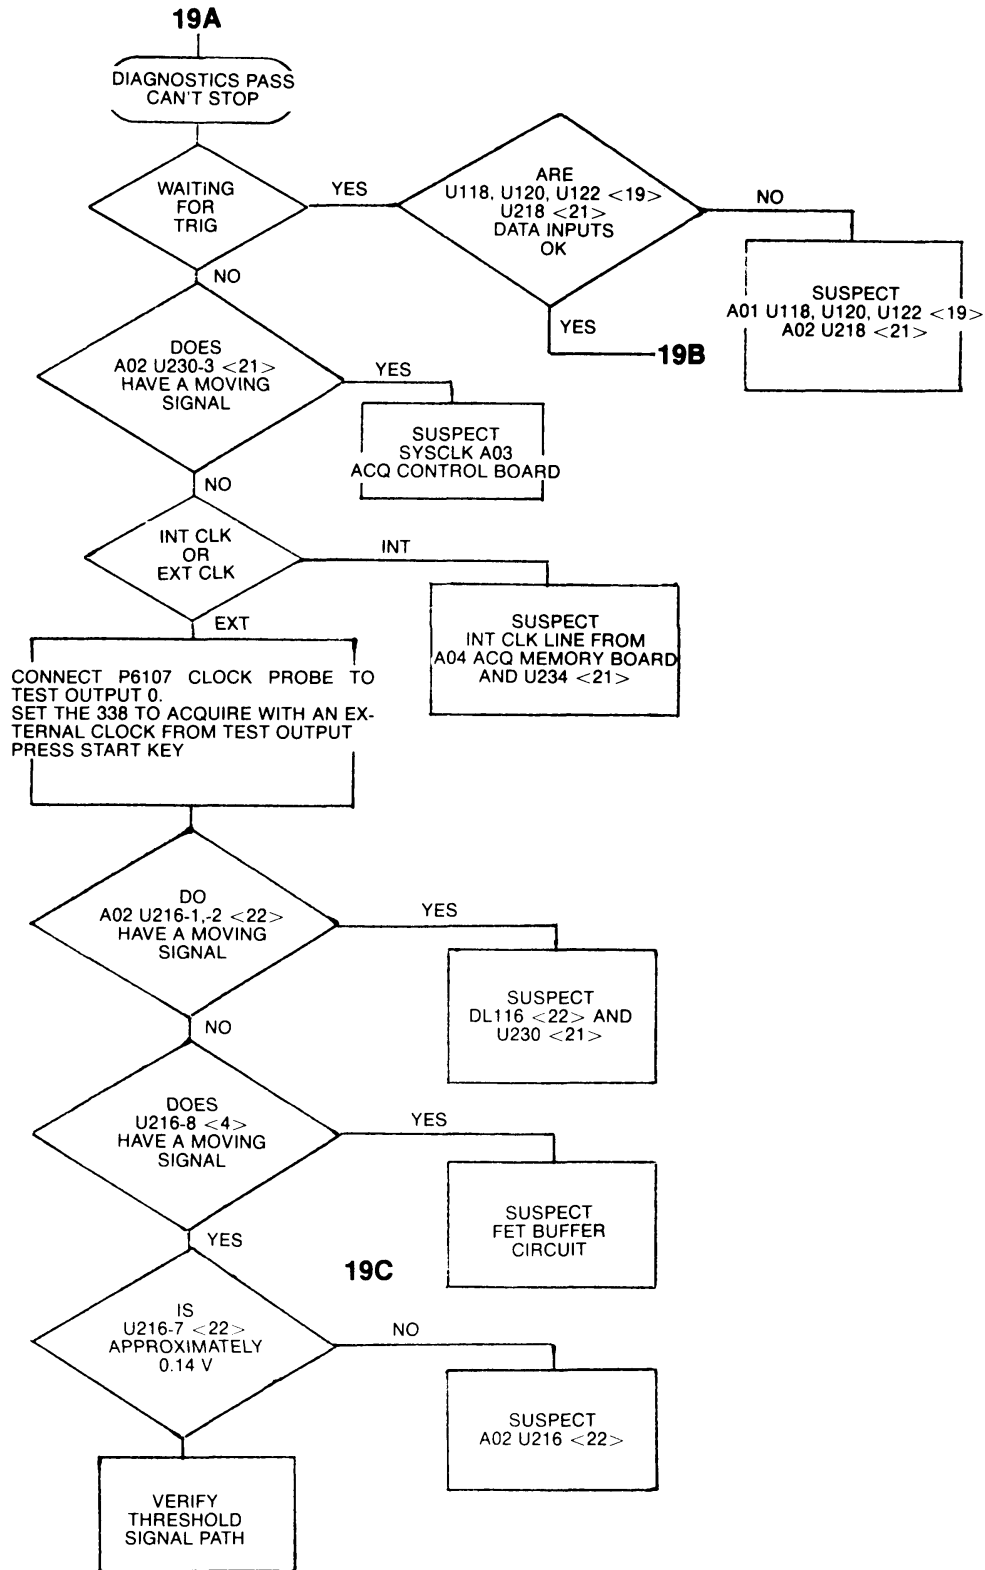 19A
DIAGNOSTICS PASS
CAN'T STOP
WAITING
FOR
TRIG
YES
ARE
U118, U120, U122 <19>
U218 <21>
DATA INPUTS
OK
NO
SUSPECT
A01 U118, U120, U122 <19>
A02 U218 <21>
YES
19B
NO
DOES
A02 U230-3 <21>
HAVE A MOVING
SIGNAL
YES
SUSPECT
SYSCLK A03
ACQ CONTROL BOARD
NO
INT CLK
OR
EXT CLK
INT
SUSPECT
INT CLK LINE FROM
A04 ACQ MEMORY BOARD
AND U234 <21>
EXT
CONNECT P6107 CLOCK PROBE TO
TEST OUTPUT 0.
SET THE 338 TO ACQUIRE WITH AN EX-
TERNAL CLOCK FROM TEST OUTPUT
PRESS START KEY
DO
A02 U216-1,-2 <22>
HAVE A MOVING
SIGNAL
YES
SUSPECT
DL116 <22> AND
U230 <21>
NO
DOES
U216-8 <4>
HAVE A MOVING
SIGNAL
YES
SUSPECT
FET BUFFER
CIRCUIT
YES
19C
IS
U216-7 <22>
APPROXIMATELY
0.14 V
NO
SUSPECT
A02 U216 <22>
VERIFY
THRESHOLD
SIGNAL PATH